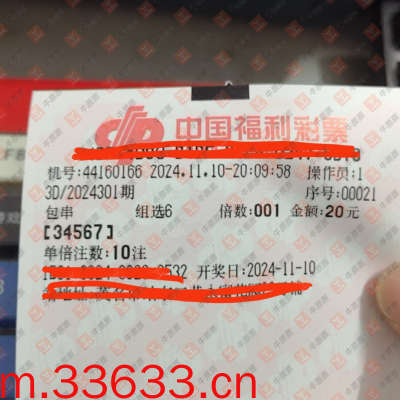 中国福利彩票
机号:44160166 2024.11.10-20:09:58 操作员:1
3D/2024301期 序号:00021
包串 组选6 倍数:001 金额:20元
[34567]
单倍注数:10注
532 开奖日:2024-11-10
m.33633.cn